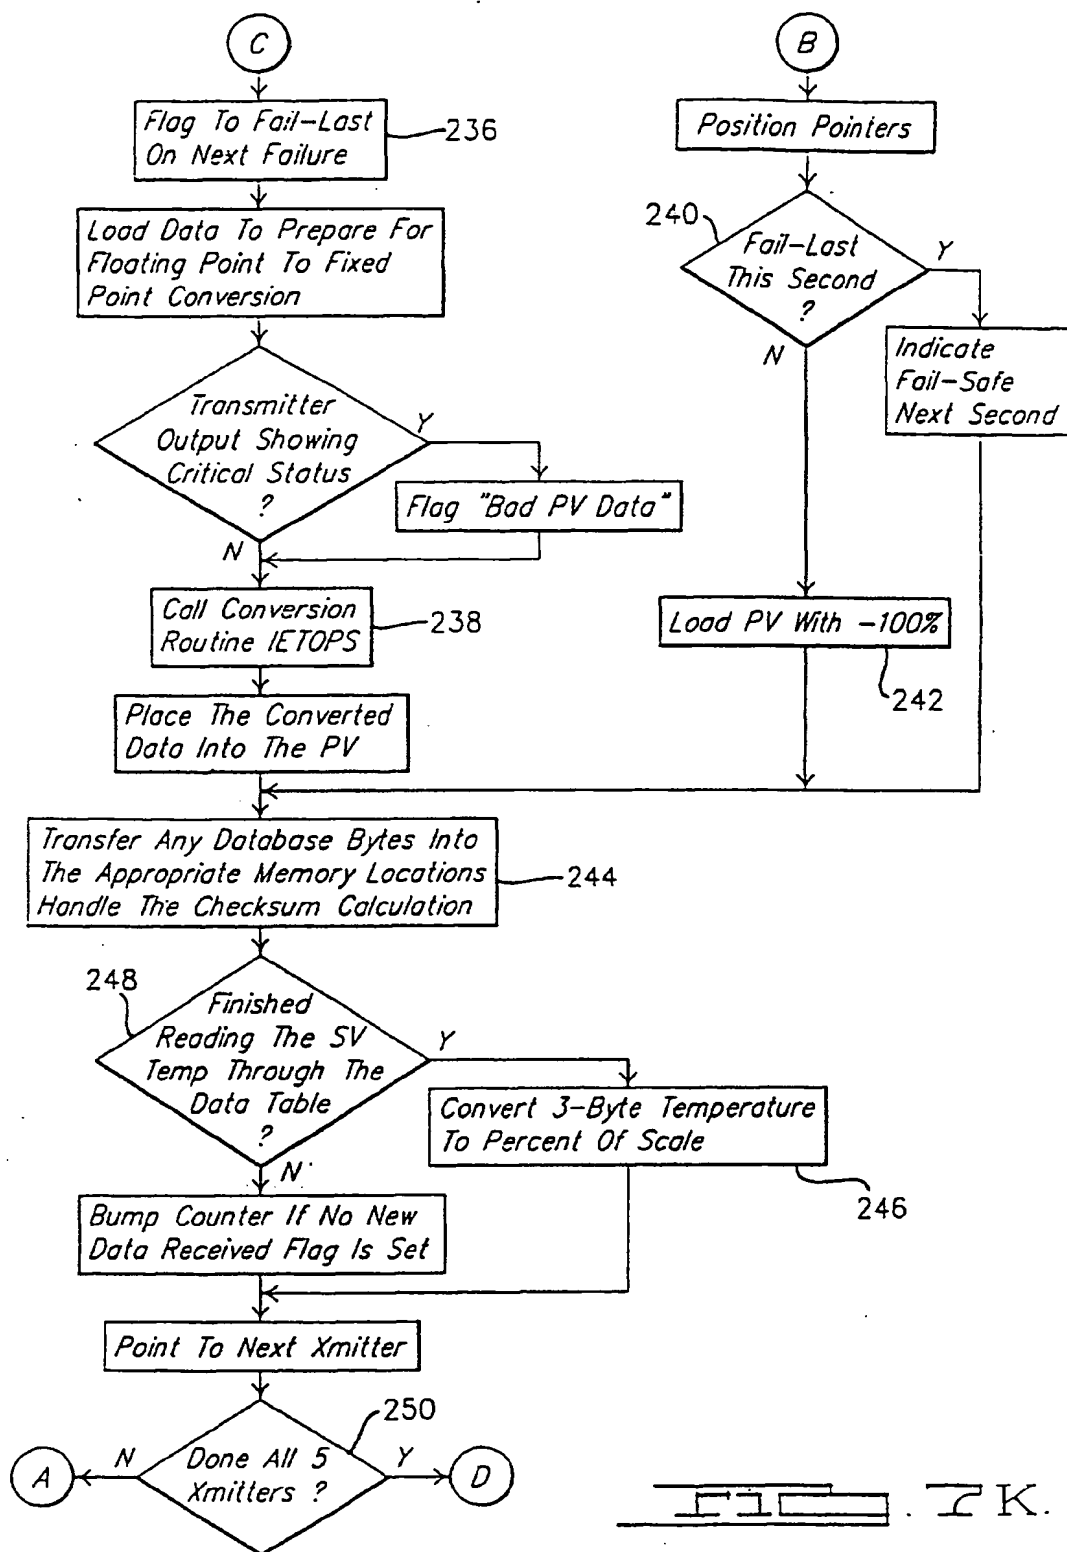 C
Flag To Fail-Last
On Next Failure
236
Load Data To Prepare For
Floating Point To Fixed
Point Conversion
Transmitter
Output Showing
Critical Status
?
Y
N
Flag "Bad PV Data"
Call Conversion
Routine IETOPS
238
Place The Converted
Data Into The PV
B
Position Pointers
240
Fail-Last
This Second
?
Y
N
Indicate
Fail-Safe
Next Second
Load PV With -100%
242
Transfer Any Database Bytes Into
The Appropriate Memory Locations
Handle The Checksum Calculation
244
248
Finished
Reading The SV
Temp Through The
Data Table
?
Y
N
Convert 3-Byte Temperature
To Percent Of Scale
246
Bump Counter If No New
Data Received Flag Is Set
Point To Next Xmitter
250
Done All 5
Xmitters ?
N
Y
A
D
FIG. 7K.